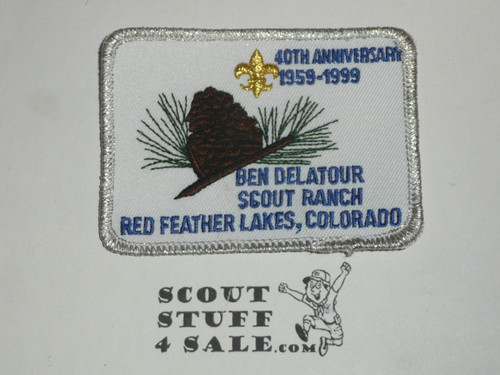 40TH ANNIVERSARY
1959-1999
BEN DELATOUR
SCOUT RANCH
RED FEATHER LAKES, COLORADO
SCOUT
STUFF
4 SALE.COM